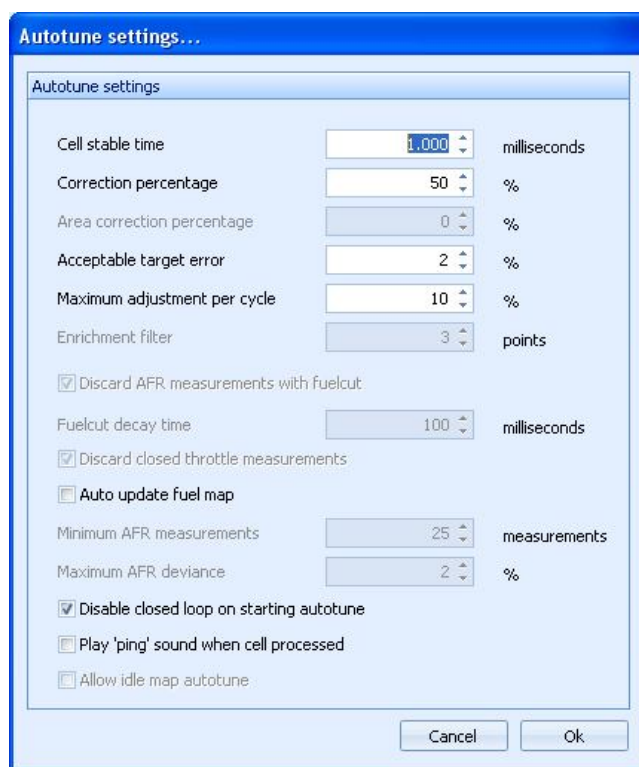 Autotune settings...
Autotune settings
Cell stable time 1.000 milliseconds
Correction percentage 50 %
Area correction percentage 0 %
Acceptable target error 2 %
Maximum adjustment per cycle 10 %
Enrichment filter 3 points
Discard AFR measurements with fuelcut
Fuelcut decay time 100 milliseconds
Discard closed throttle measurements
Auto update fuel map
Minimum AFR measurements 25 measurements
Maximum AFR deviance 2 %
Disable closed loop on starting autotune
Play 'ping' sound when cell processed
Allow idle map autotune
Cancel Ok